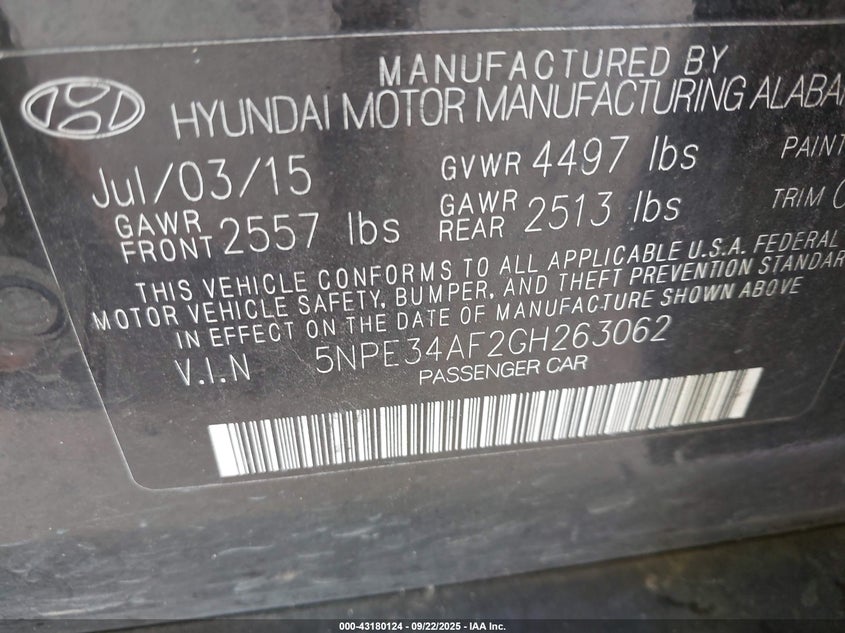 MANUFACTURED BY
HYUNDAI MOTOR MANUFACTURING ALABA
Jul/03/15 GVWR 4497 lbs PAINT
GAWR FRONT 2557 lbs GAWR REAR 2513 lbs TRIM
THIS VEHICLE CONFORMS TO ALL APPLICABLE U.S.A. FEDERAL
MOTOR VEHICLE SAFETY, BUMPER, AND THEFT PREVENTION STANDAR
IN EFFECT ON THE DATE OF MANUFACTURE SHOWN ABOVE
V.I.N 5NPE34AF2GH263062
PASSENGER CAR
000-43180124 - 09/22/2025 - IAA Inc.